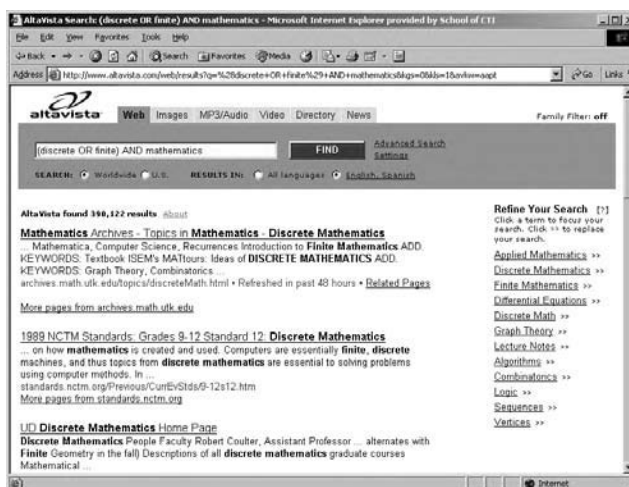 AltaVista Search: (discrete OR finite) AND mathematics - Microsoft Internet Explorer provided by School of CTI
File Edit View Favorites Tools Help
Back Search Favorites Media
Address http://www.altavista.com/web/results?q=%28discrete+OR+finite%29+AND+mathematics&kgs=0&kls=1&avkw=aapt Go Links
altavista Web Images MP3/Audio Video Directory News Family Filter: off
(discrete OR finite) AND mathematics FIND Advanced Search
Settings
SEARCH: Worldwide U.S. RESULTS IN: All languages English, Spanish
AltaVista found 390,122 results About
Mathematics Archives - Topics in Mathematics - Discrete Mathematics
... Mathematica, Computer Science, Recurrences Introduction to Finite Mathematics ADD.
KEYWORDS: Textbook ISEM's MATtours: Ideas of DISCRETE MATHEMATICS ADD.
KEYWORDS: Graph Theory, Combinatorics ...
archives.math.utk.edu/topics/discreteMath.html • Refreshed in past 48 hours • Related Pages
More pages from archives.math.utk.edu
1989 NCTM Standards: Grades 9-12 Standard 12: Discrete Mathematics
... on how mathematics is created and used. Computers are essentially finite, discrete
machines, and thus topics from discrete mathematics are essential to solving problems
using computer methods. In ...
standards.nctm.org/Previous/CurrEvStds/9-12s12.htm
More pages from standards.nctm.org
UD Discrete Mathematics Home Page
Discrete Mathematics People Faculty Robert Coulter, Assistant Professor ... alternates with
Finite Geometry in the fall) Descriptions of all discrete mathematics graduate courses
Mathematical ...
Refine Your Search [?]
Click a term to focus your
search. Click >> to replace
your search.
Applied Mathematics >>
Discrete Mathematics >>
Finite Mathematics >>
Differential Equations >>
Discrete Math >>
Graph Theory >>
Lecture Notes >>
Algorithms >>
Combinatorics >>
Logic >>
Sequences >>
Vertices >>
Internet